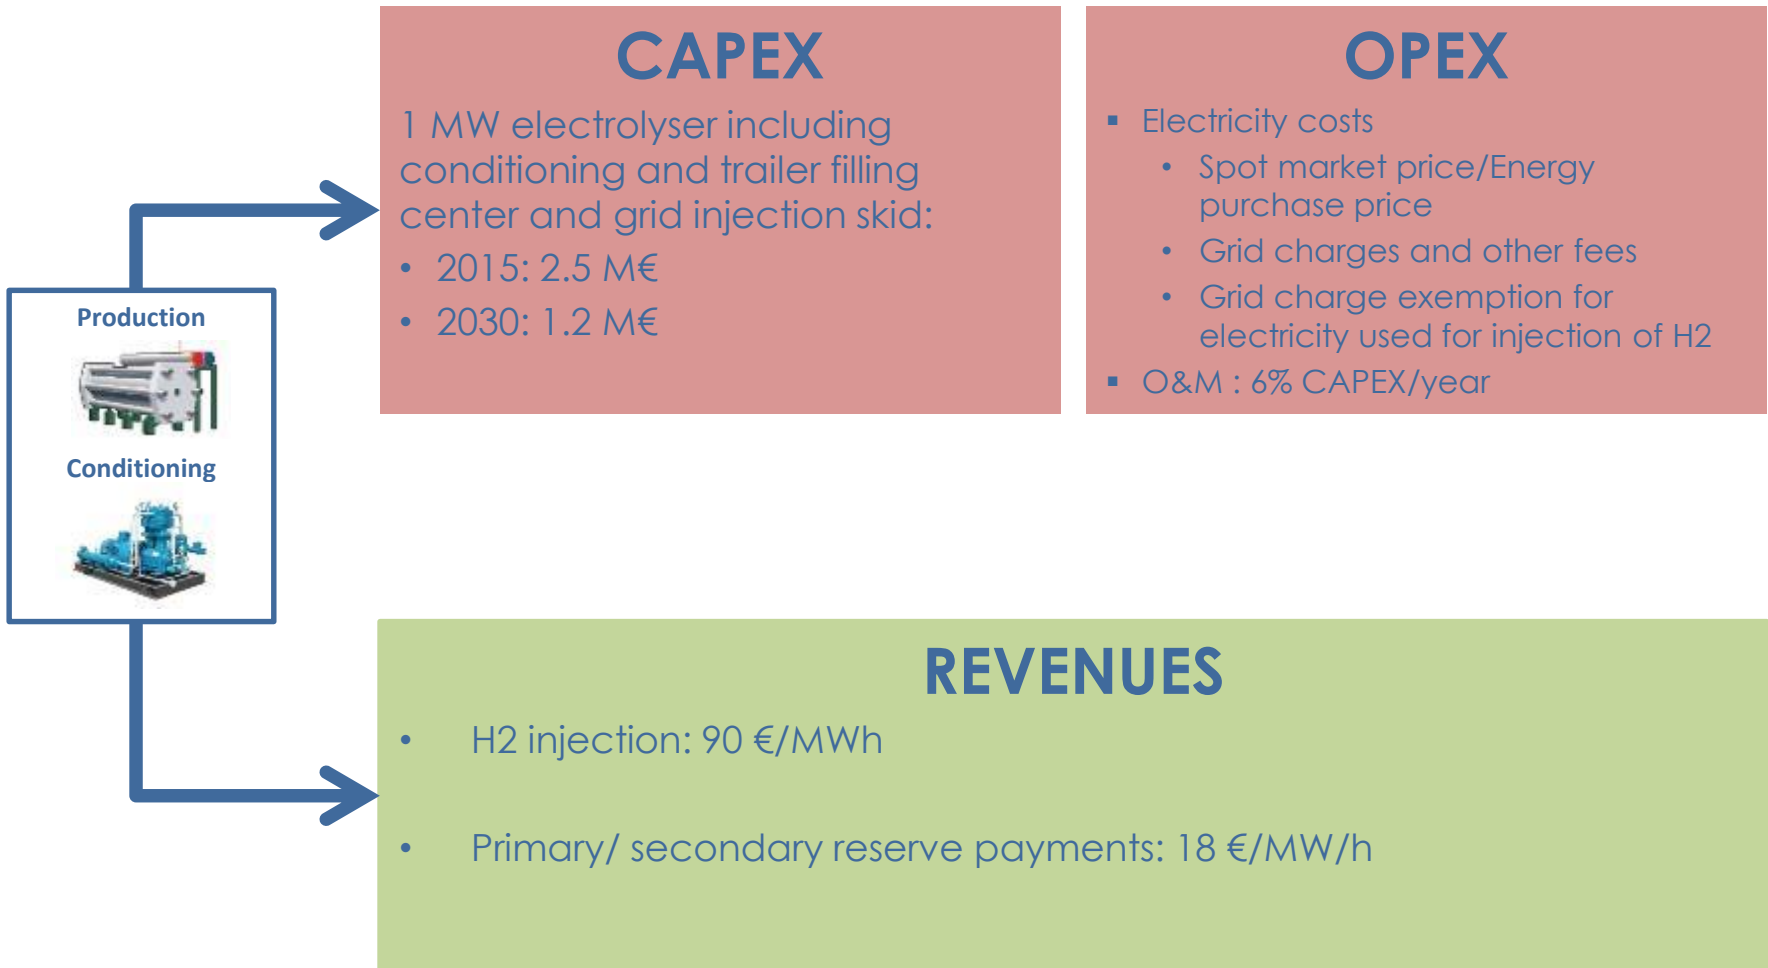 CAPEX
1 MW electrolyser including
conditioning and trailer filling
center and grid injection skid:
• 2015: 2.5 M€
• 2030: 1.2 M€
OPEX
▪ Electricity costs
• Spot market price/Energy
purchase price
• Grid charges and other fees
• Grid charge exemption for
electricity used for injection of H2
▪ O&M : 6% CAPEX/year
Production
Conditioning
REVENUES
• H2 injection: 90 €/MWh
• Primary/ secondary reserve payments: 18 €/MW/h